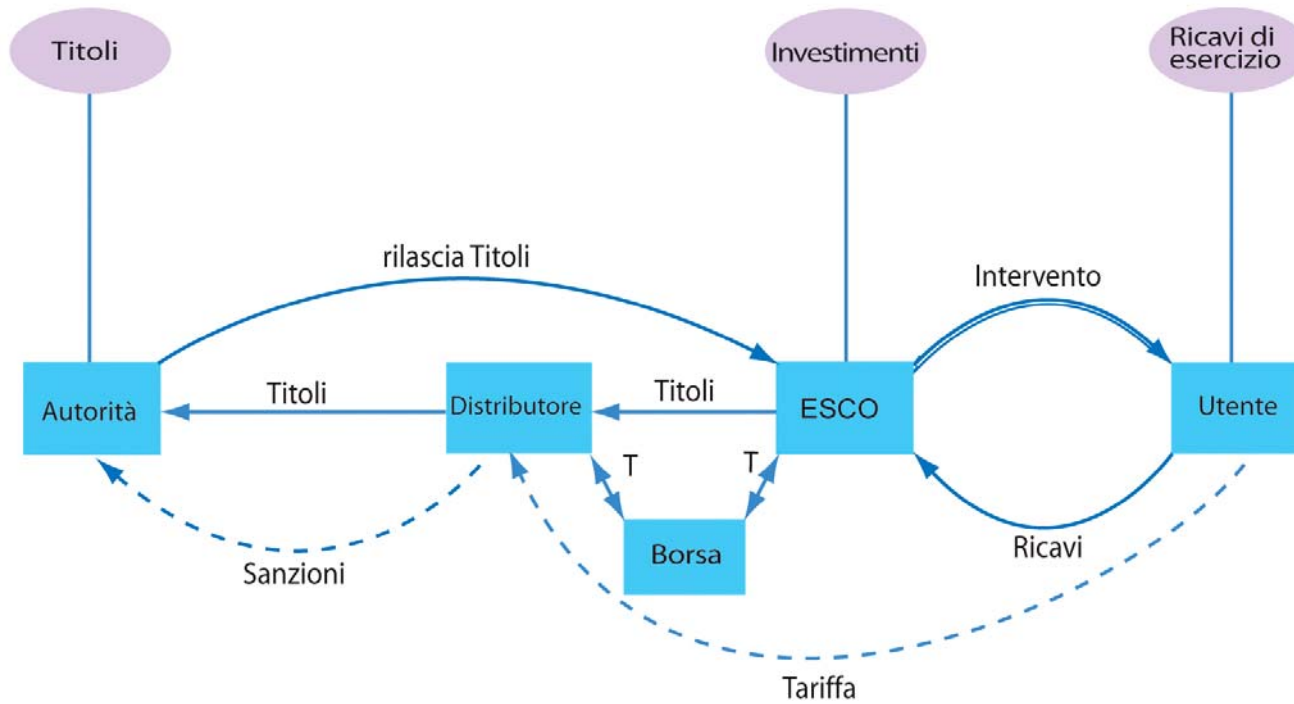 Titoli
Investimenti
Ricavi di
esercizio
rilascia Titoli
Intervento
Titoli
Titoli
Autorità
Distributore
ESCO
Utente
T
T
Borsa
Ricavi
Sanzioni
Tariffa